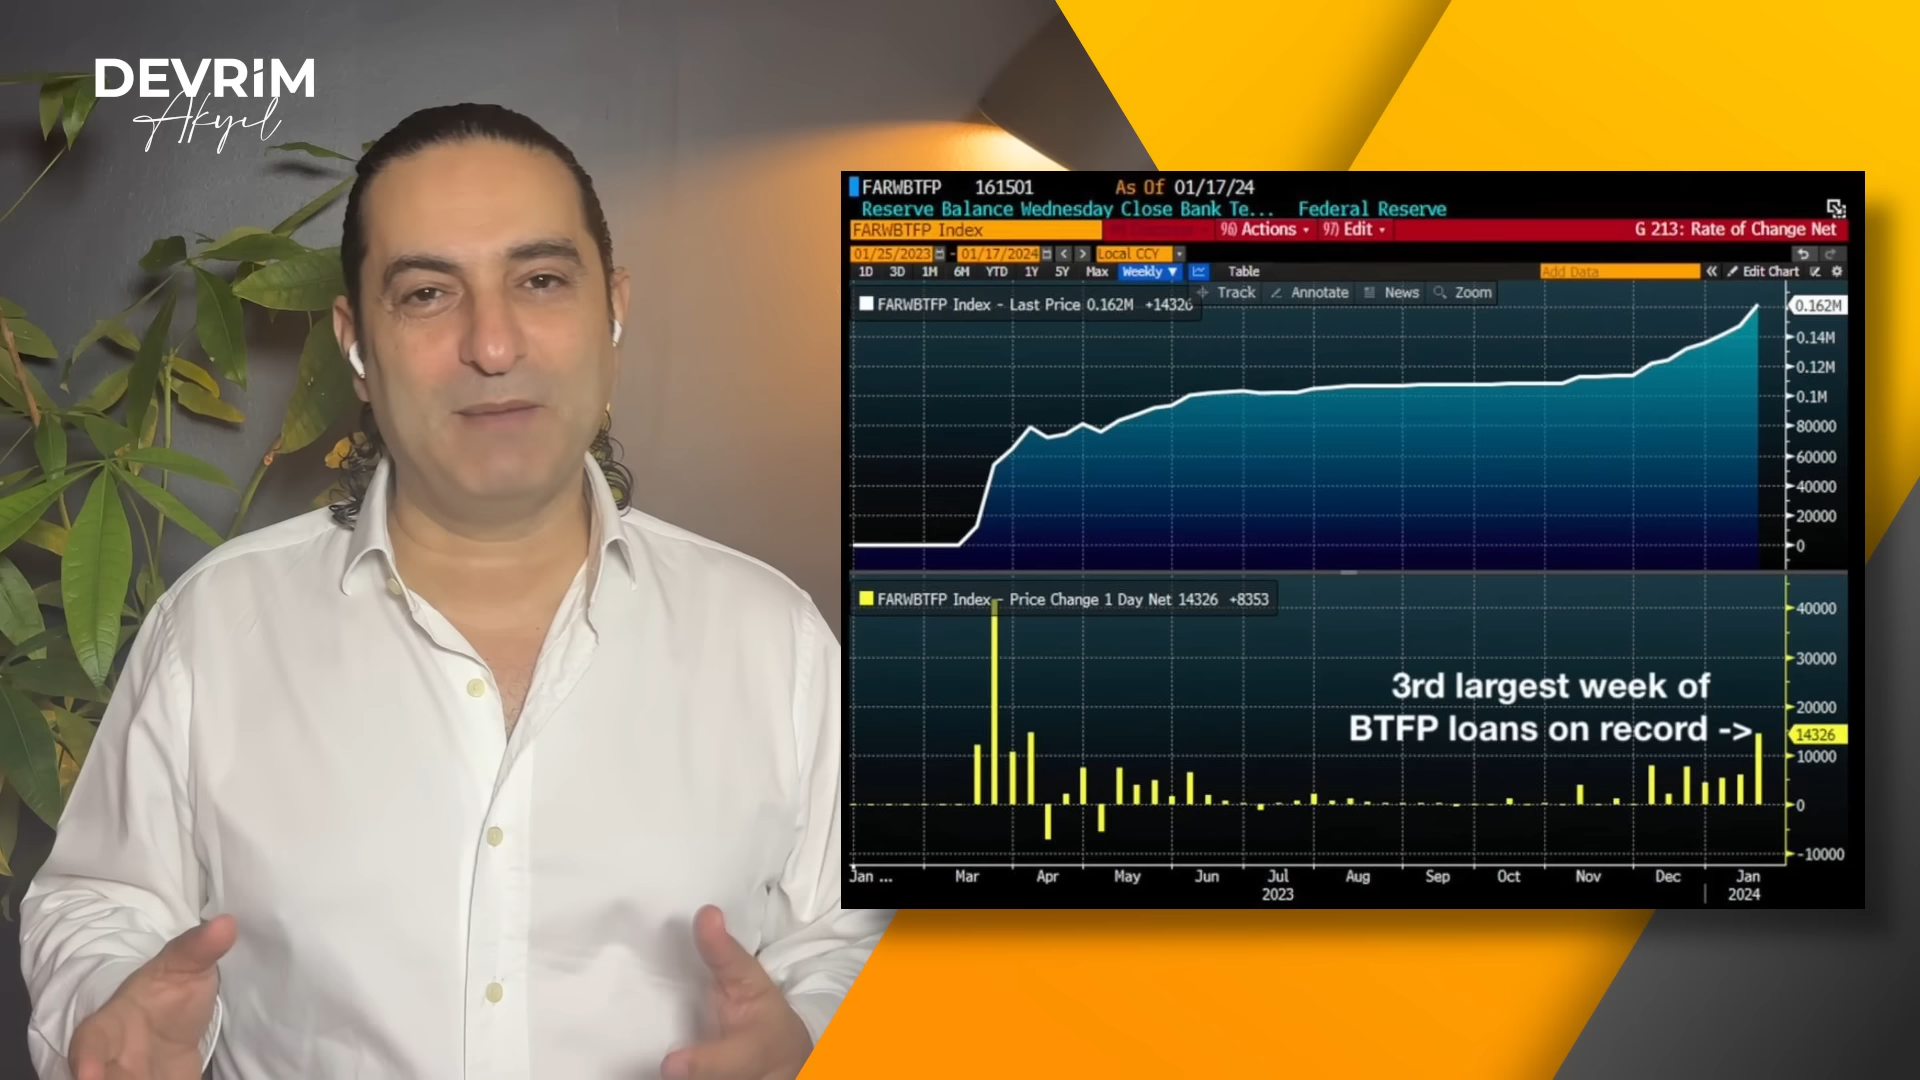 DEVRiM
Akyıl
FARWBTFP 161501 As Of 01/17/24
Reserve Balance Wednesday Close Bank Te... Federal Reserve
FARWBTFP Index 96) Actions 97) Edit G 213: Rate of Change Net
01/25/2023 - 01/17/2024 Local CCY
1D 3D 1M 6M YTD 1Y 5Y Max Weekly Table Add Data « Edit Chart
Track Annotate News Zoom
FARWBTFP Index - Last Price 0.162M +14326
0.162M
0.14M
0.12M
0.1M
80000
60000
40000
20000
0
FARWBTFP Index - Price Change 1 Day Net 14326 +8353
40000
30000
3rd largest week of
20000
BTFP loans on record ->
14326
10000
0
-10000
Jan ... Mar Apr May Jun Jul Aug Sep Oct Nov Dec Jan
2023 2024